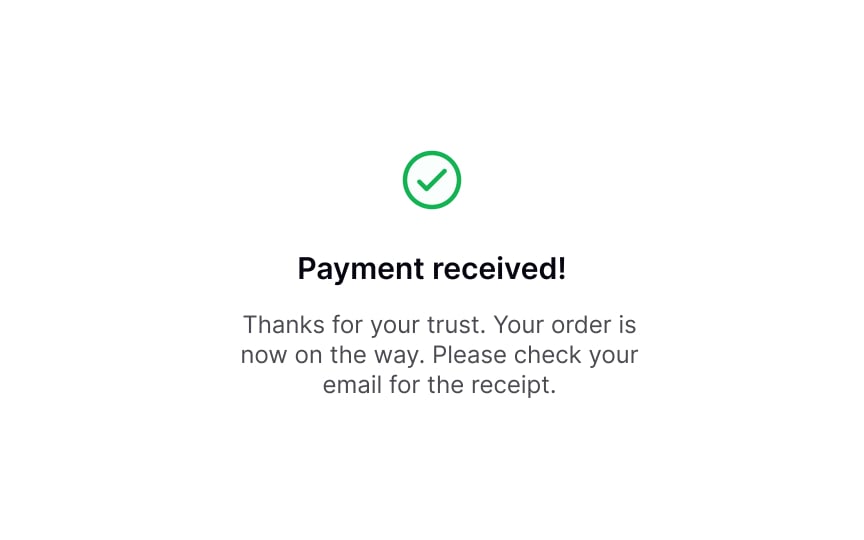 Payment received!
Thanks for your trust. Your order is
now on the way. Please check your
email for the receipt.